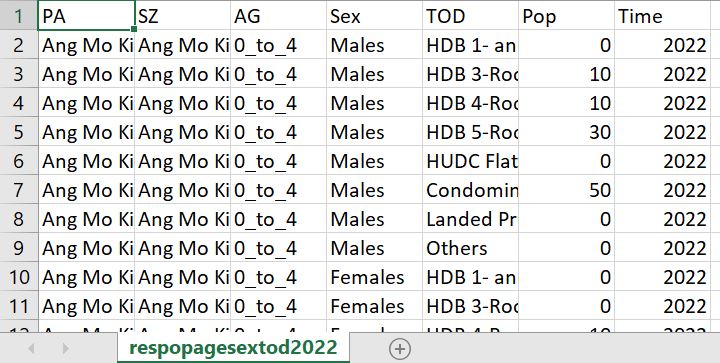 1 PA SZ AG Sex TOD Pop Time
2 Ang Mo Ki Ang Mo Ki 0_to_4 Males HDB 1- an 0 2022
3 Ang Mo Ki Ang Mo Ki 0_to_4 Males HDB 3-Roo 10 2022
4 Ang Mo Ki Ang Mo Ki 0_to_4 Males HDB 4-Roo 10 2022
5 Ang Mo Ki Ang Mo Ki 0_to_4 Males HDB 5-Roo 30 2022
6 Ang Mo Ki Ang Mo Ki 0_to_4 Males HUDC Flat 0 2022
7 Ang Mo Ki Ang Mo Ki 0_to_4 Males Condomin 50 2022
8 Ang Mo Ki Ang Mo Ki 0_to_4 Males Landed Pr 0 2022
9 Ang Mo Ki Ang Mo Ki 0_to_4 Males Others 0 2022
10 Ang Mo Ki Ang Mo Ki 0_to_4 Females HDB 1- an 0 2022
11 Ang Mo Ki Ang Mo Ki 0_to_4 Females HDB 3-Roo 0 2022
respopagesextod2022